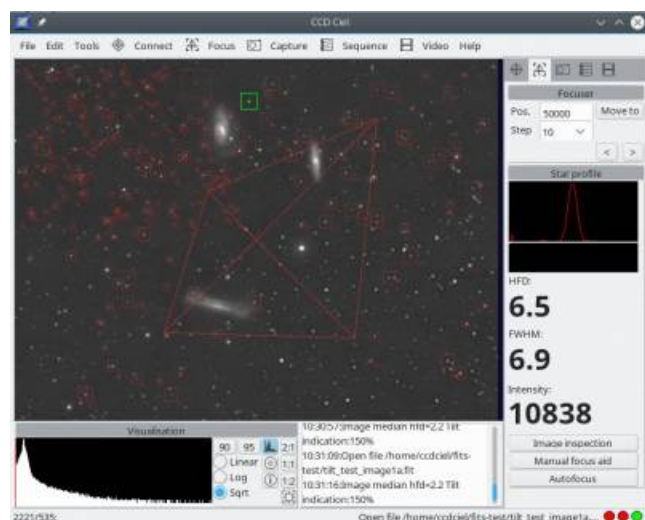 CCD Ciel
File Edit Tools Connect Focus Capture Sequence Video Help
Focuser
Pos. 50000 Move to
Step 10
< >
Star profile
HFD:
6.5
FWHM:
6.9
Intensity:
10838
Image inspection
Manual focus aid
Autofocus
Visualisation
90 95 2:1
Linear 1:1
Log 1:2
Sqrt
10:30:57:Image median hfd=2.2 Tilt
indication:150%
10:31:09:Open file /home/ccdciel/fits-
test/tilt_test_image1a.fit
10:31:16:Image median hfd=2.2 Tilt
indication:150%
2221/535:
Open file /home/ccdciel/fits-test/tilt_test_image1a...